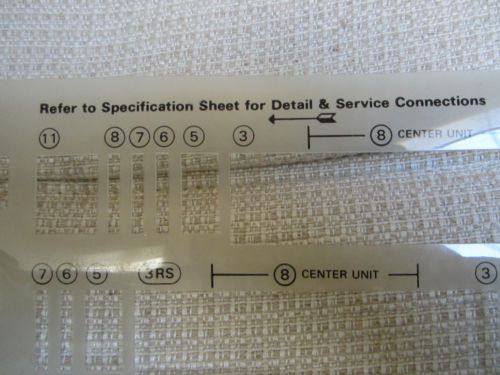 Refer to Specification Sheet for Detail & Service Connections
11 8 7 6 5 3 8 CENTER UNIT
7 6 5 3RS 8 CENTER UNIT 3